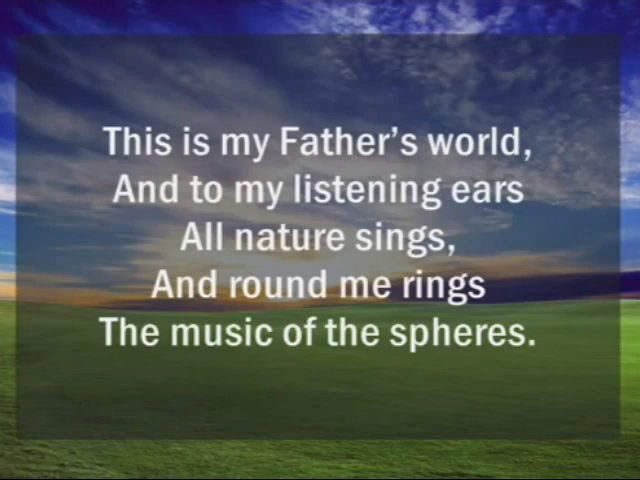 This is my Father’s world,
And to my listening ears
All nature sings,
And round me rings
The music of the spheres.